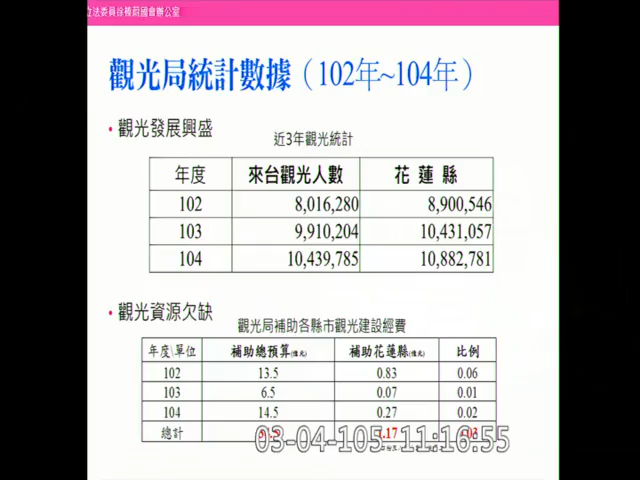 立法委員徐榛蔚國會辦公室
觀光局統計數據（102年~104年）
• 觀光發展興盛
近3年觀光統計
年度 來台觀光人數 花蓮縣
102 8,016,280 8,900,546
103 9,910,204 10,431,057
104 10,439,785 10,882,781
• 觀光資源欠缺
觀光局補助各縣市觀光建設經費
年度\單位 補助總預算(億元) 補助花蓮縣(億元) 比例
102 13.5 0.83 0.06
103 6.5 0.07 0.01
104 14.5 0.27 0.02
總計
03-04-105 11:16:55